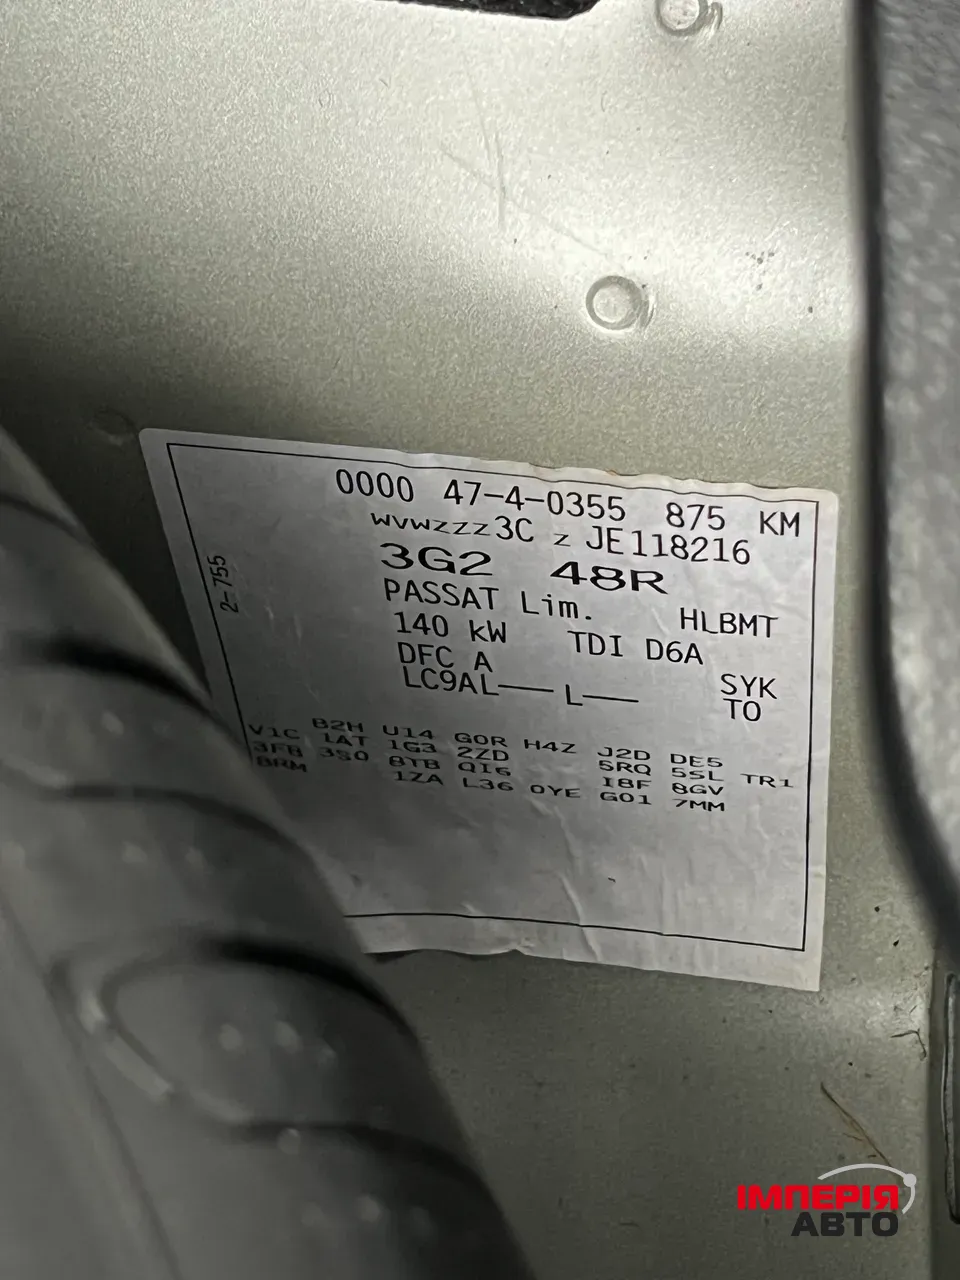 0000 47-4-0355 875 KM
WVWZZZ3C Z JE118216
3G2 48R
PASSAT Lim. HLBMT
140 kW TDI D6A
DFC A SYK
LC9AL—— L—— TO
2-755
B2H U14 G0R H4Z J2D DE5
V1C 1AT 1G3 2ZD 5RQ 5SL TR1
3FB 3S0 8TB QI6 I8F 8GV
8RM 1ZA L36 0YE G01 7MM
ІМПЕРІЯ
АВТО